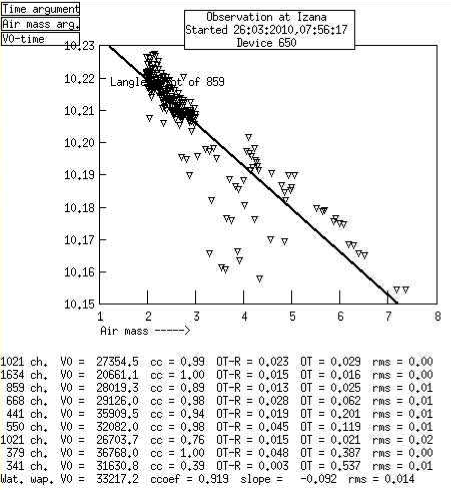 Time argument
Air mass arg.
V0-time
Observation at Izana
Started 26:03:2010,07:56:17
Device 650
10.23
10.22
10.21
10.20
10.19
10.18
10.17
10.16
10.15
of 859
1 2 3 4 5 6 7 8
Air mass ----->
1021 ch. V0 = 27354.5 cc = 0.99 OT-R = 0.023 OT = 0.029 rms = 0.00
1634 ch. V0 = 20661.1 cc = 1.00 OT-R = 0.015 OT = 0.016 rms = 0.00
859 ch. V0 = 28019.3 cc = 0.89 OT-R = 0.013 OT = 0.025 rms = 0.01
668 ch. V0 = 29126.0 cc = 0.98 OT-R = 0.028 OT = 0.062 rms = 0.01
441 ch. V0 = 35909.5 cc = 0.94 OT-R = 0.019 OT = 0.201 rms = 0.01
550 ch. V0 = 32082.0 cc = 0.98 OT-R = 0.045 OT = 0.119 rms = 0.01
1021 ch. V0 = 26703.7 cc = 0.76 OT-R = 0.015 OT = 0.021 rms = 0.02
379 ch. V0 = 36768.0 cc = 1.00 OT-R = 0.048 OT = 0.387 rms = 0.00
341 ch. V0 = 31630.8 cc = 0.39 OT-R = 0.003 OT = 0.537 rms = 0.01
Wat. wap. V0 = 33217.2 ccoef = 0.919 slope = -0.092 rms = 0.014